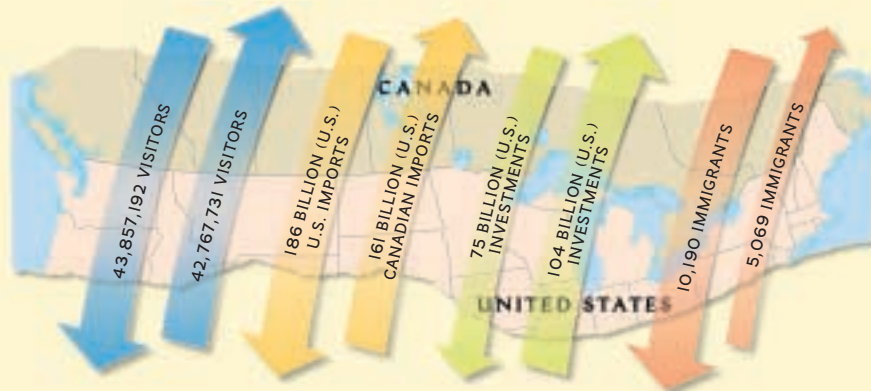 CANADA
43,857,192 VISITORS
42,767,731 VISITORS
186 BILLION (U.S.)
U.S. IMPORTS
161 BILLION (U.S.)
CANADIAN IMPORTS
75 BILLION (U.S.)
INVESTMENTS
104 BILLION (U.S.)
INVESTMENTS
10,190 IMMIGRANTS
5,069 IMMIGRANTS
UNITED STATES